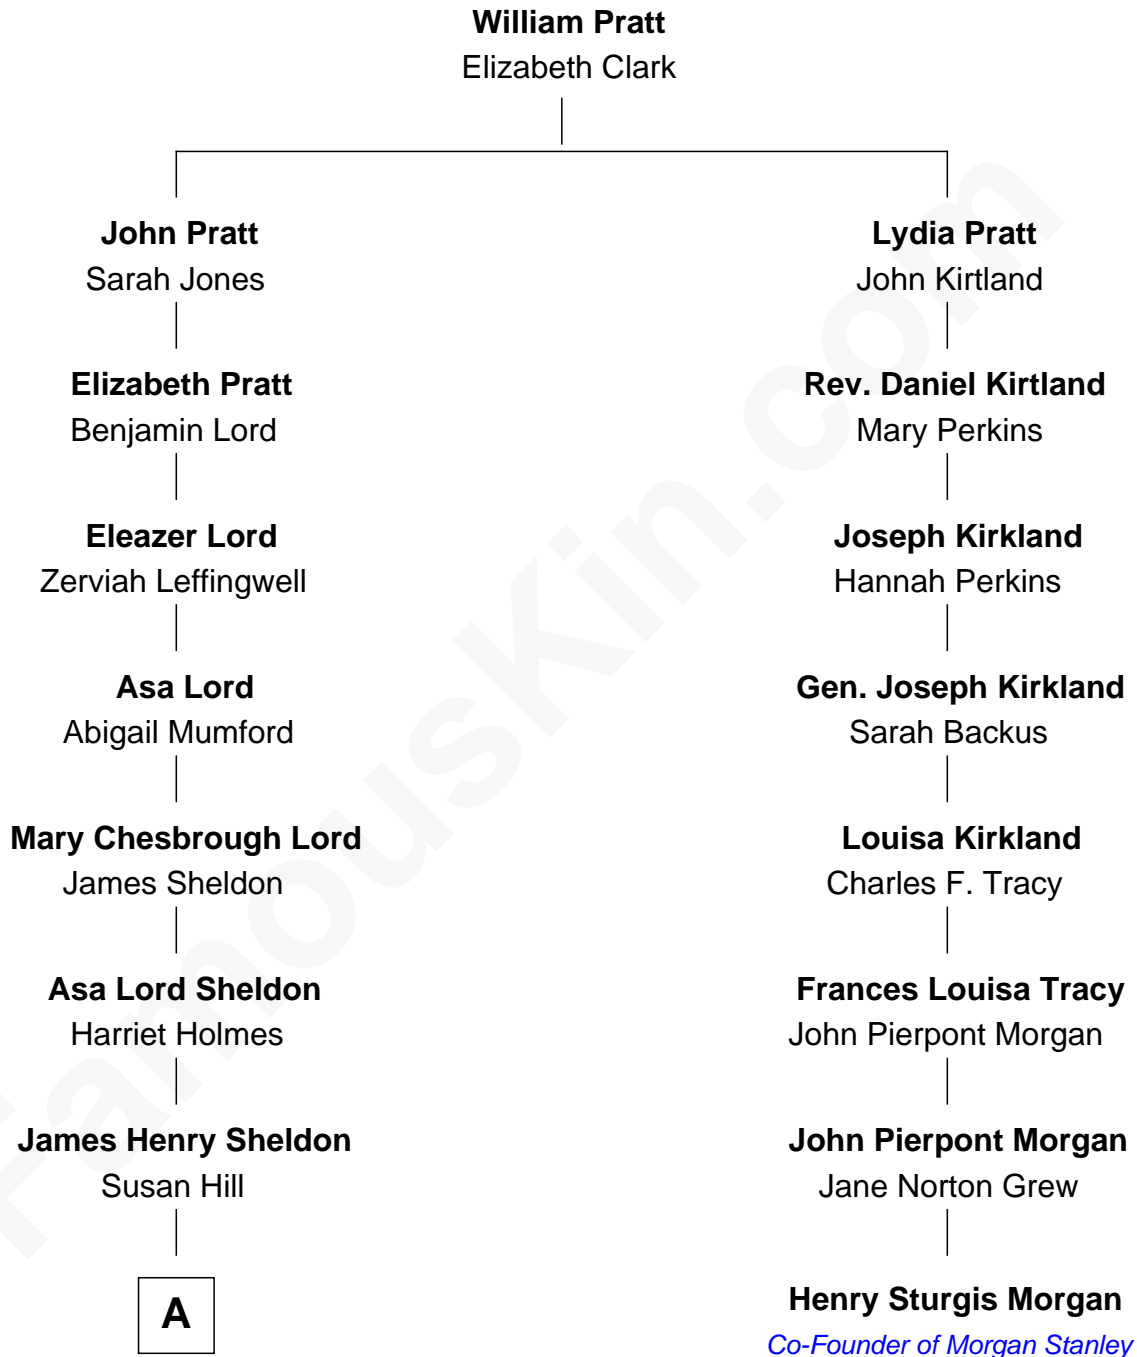 William Pratt
Elizabeth Clark
John Pratt
Sarah Jones
Lydia Pratt
John Kirtland
Elizabeth Pratt
Benjamin Lord
Rev. Daniel Kirtland
Mary Perkins
Eleazer Lord
Zerviah Leffingwell
Joseph Kirkland
Hannah Perkins
Asa Lord
Abigail Mumford
Gen. Joseph Kirkland
Sarah Backus
Mary Chesbrough Lord
James Sheldon
Louisa Kirkland
Charles F. Tracy
Asa Lord Sheldon
Harriet Holmes
Frances Louisa Tracy
John Pierpont Morgan
James Henry Sheldon
Susan Hill
John Pierpont Morgan
Jane Norton Grew
A
Henry Sturgis Morgan
Co-Founder of Morgan Stanley
FamousKin.com